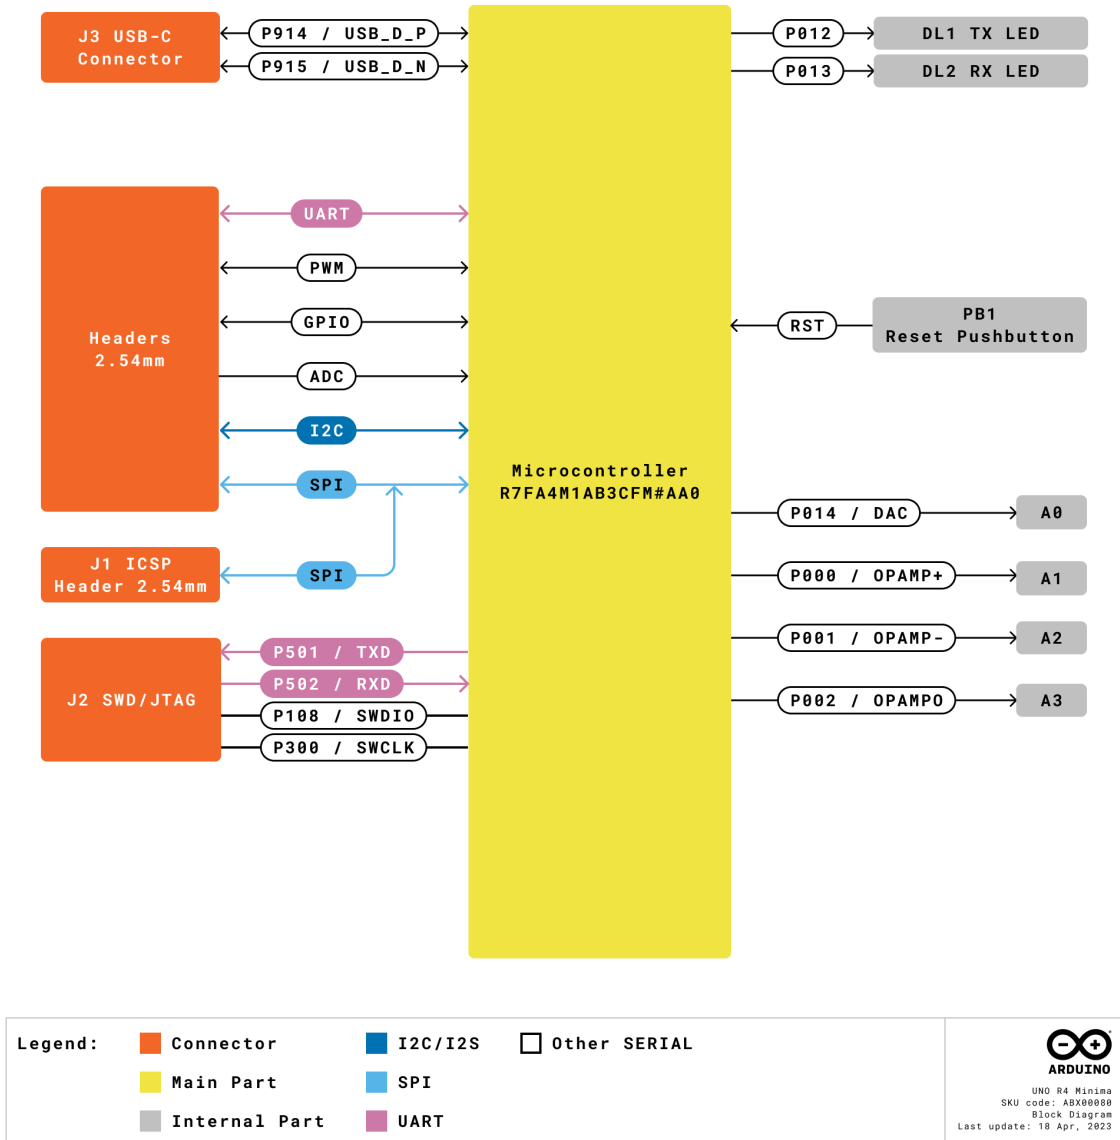 J3 USB-C
Connector
P914 / USB_D_P
P915 / USB_D_N
P012
DL1 TX LED
P013
DL2 RX LED
Headers
2.54mm
UART
PWM
GPIO
ADC
I2C
SPI
J1 ICSP
Header 2.54mm
SPI
J2 SWD/JTAG
P501 / TXD
P502 / RXD
P108 / SWDIO
P300 / SWCLK
Microcontroller
R7FA4M1AB3CFM#AA0
RST
PB1
Reset Pushbutton
P014 / DAC
A0
P000 / OPAMP+
A1
P001 / OPAMP-
A2
P002 / OPAMPO
A3
Legend:
Connector
Main Part
Internal Part
I2C/I2S
SPI
UART
Other SERIAL
ARDUINO
UNO R4 Minima
SKU code: ABX00080
Block Diagram
Last update: 18 Apr, 2023